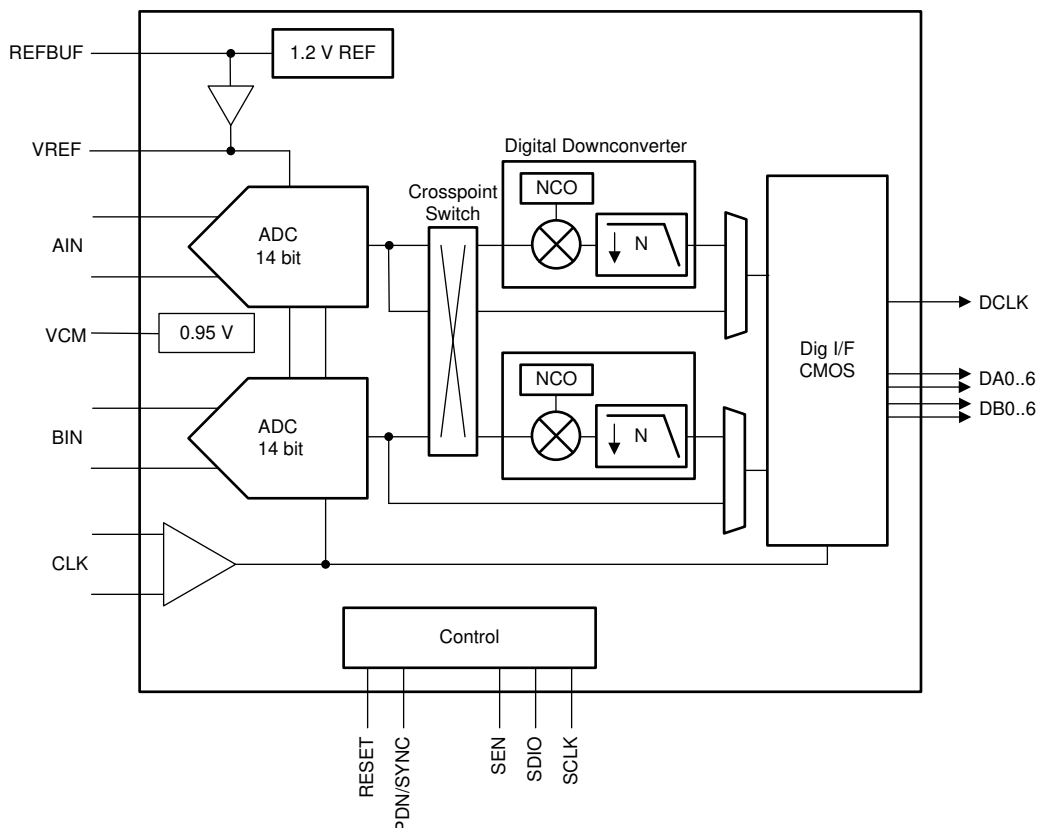 REFBUF
1.2 V REF
VREF
Digital Downconverter
NCO
Crosspoint
Switch
ADC
14 bit
N
AIN
DCLK
VCM
0.95 V
Dig I/F
CMOS
NCO
DA0..6
DB0..6
ADC
14 bit
N
BIN
CLK
Control
RESET
PDN/SYNC
SEN
SDIO
SCLK